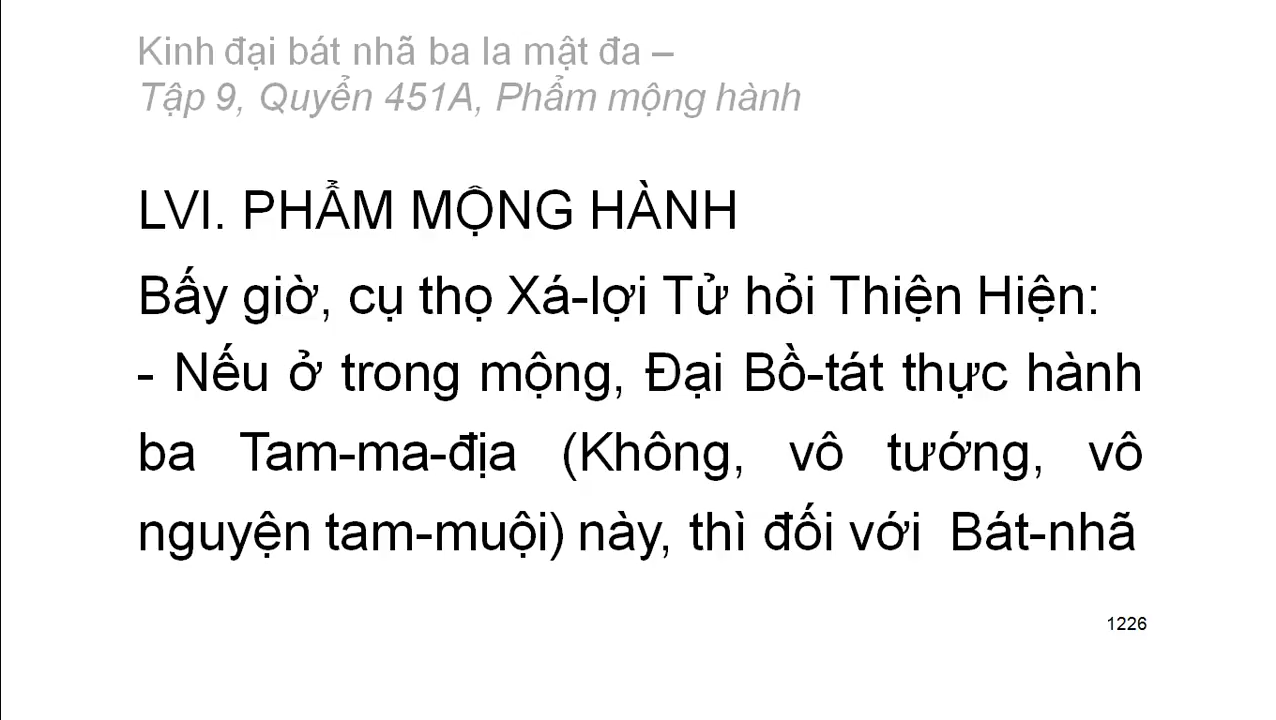 Kinh đại bát nhã ba la mật đa –
Tập 9, Quyển 451A, Phẩm mộng hành
LVI. PHẨM MỘNG HÀNH
Bấy giờ, cụ thọ Xá-lợi Tử hỏi Thiện Hiện:
- Nếu ở trong mộng, Đại Bồ-tát thực hành
ba Tam-ma-địa (Không, vô tướng, vô
nguyện tam-muội) này, thì đối với Bát-nhã
1226